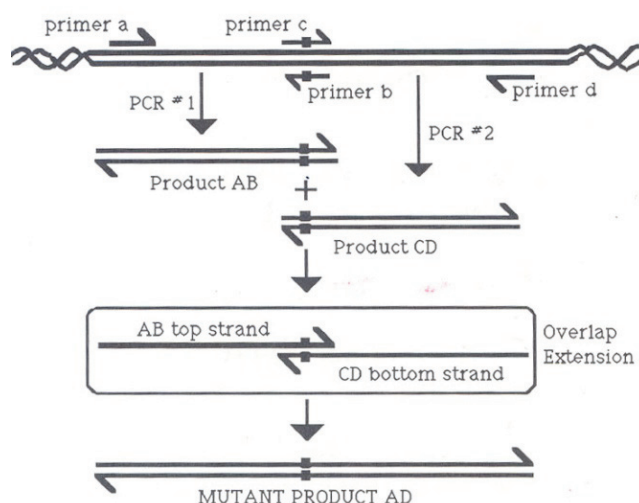 primer a
primer c
primer b
primer d
PCR #1
PCR #2
Product AB
+
Product CD
AB top strand
CD bottom strand
Overlap
Extension
MUTANT PRODUCT AD